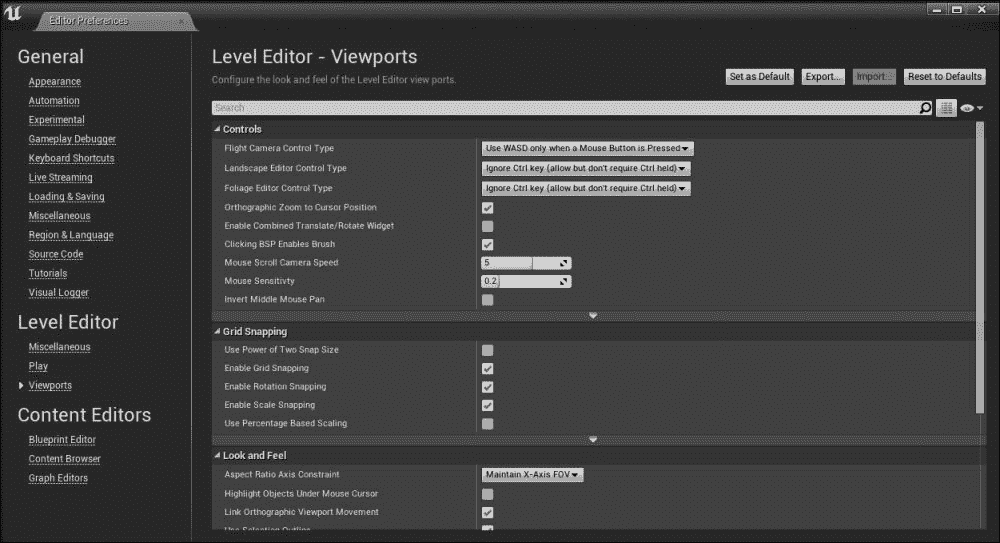 Editor Preferences
General
Appearance
Automation
Experimental
Gameplay Debugger
Keyboard Shortcuts
Live Streaming
Loading & Saving
Miscellaneous
Region & Language
Source Code
Tutorials
Visual Logger
Level Editor
Miscellaneous
Play
Viewports
Content Editors
Blueprint Editor
Content Browser
Graph Editors
Level Editor - Viewports
Configure the look and feel of the Level Editor view ports.
Set as Default Export... Import... Reset to Defaults
Search
Controls
Flight Camera Control Type Use WASD only when a Mouse Button is Pressed
Landscape Editor Control Type Ignore Ctrl key (allow but don't require Ctrl held)
Foliage Editor Control Type Ignore Ctrl key (allow but don't require Ctrl held)
Orthographic Zoom to Cursor Position
Enable Combined Translate/Rotate Widget
Clicking BSP Enables Brush
Mouse Scroll Camera Speed 5
Mouse Sensitivty 0.2
Invert Middle Mouse Pan
Grid Snapping
Use Power of Two Snap Size
Enable Grid Snapping
Enable Rotation Snapping
Enable Scale Snapping
Use Percentage Based Scaling
Look and Feel
Aspect Ratio Axis Constraint Maintain X-Axis FOV
Highlight Objects Under Mouse Cursor
Link Orthographic Viewport Movement
Use Selection Outline